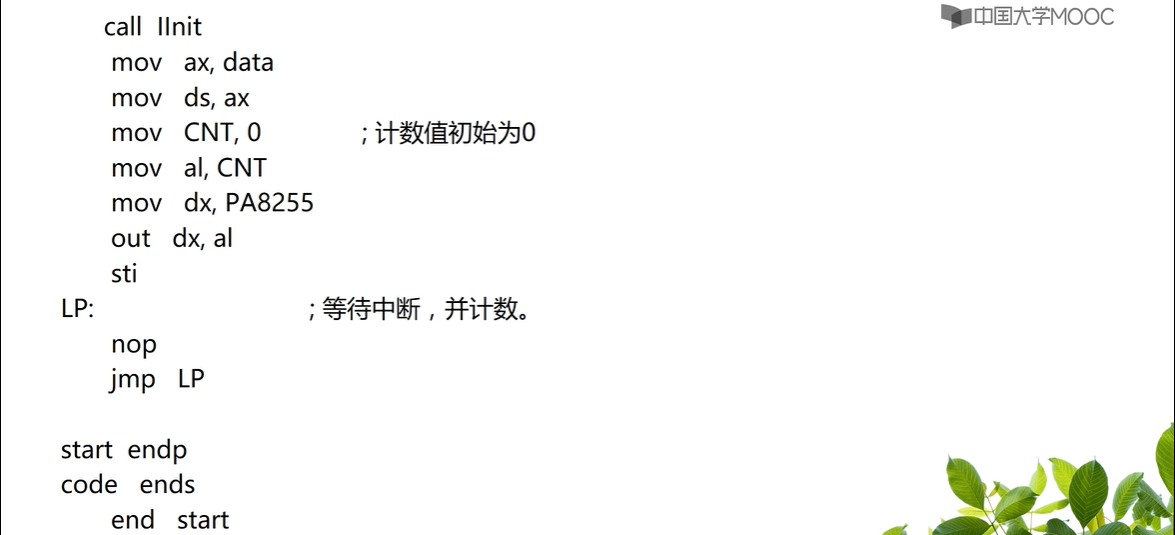 中国大学MOOC
call IInit
mov ax, data
mov ds, ax
mov CNT, 0 ; 计数值初始为0
mov al, CNT
mov dx, PA8255
out dx, al
sti
LP: ; 等待中断，并计数。
nop
jmp LP
start endp
code ends
end start